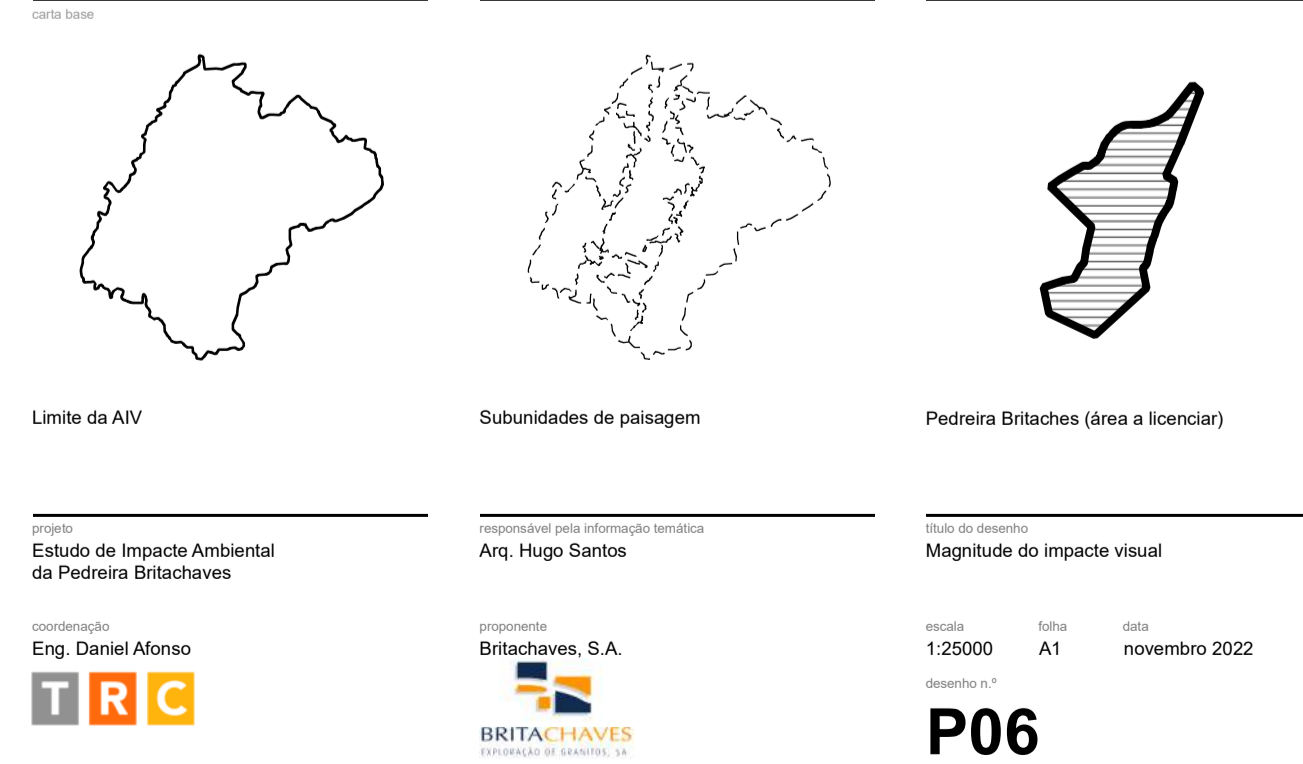 carta base
Limite da AIV
Subunidades de paisagem
Pedreira Britaches (área a licenciar)
projeto
Estudo de Impacte Ambiental
da Pedreira Britachaves
responsável pela informação temática
Arq. Hugo Santos
título do desenho
Magnitude do impacte visual
coordenação
Eng. Daniel Afonso
TRC
proponente
Britachaves, S.A.
BRITACHAVES
EXPLORAÇÃO DE GRANITOS, SA
escala
folha
data
1:25000
A1
novembro 2022
desenho n.º
P06